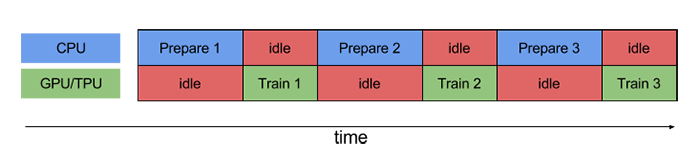 CPU Prepare 1 idle Prepare 2 idle Prepare 3 idle
GPU/TPU idle Train 1 idle Train 2 idle Train 3
time